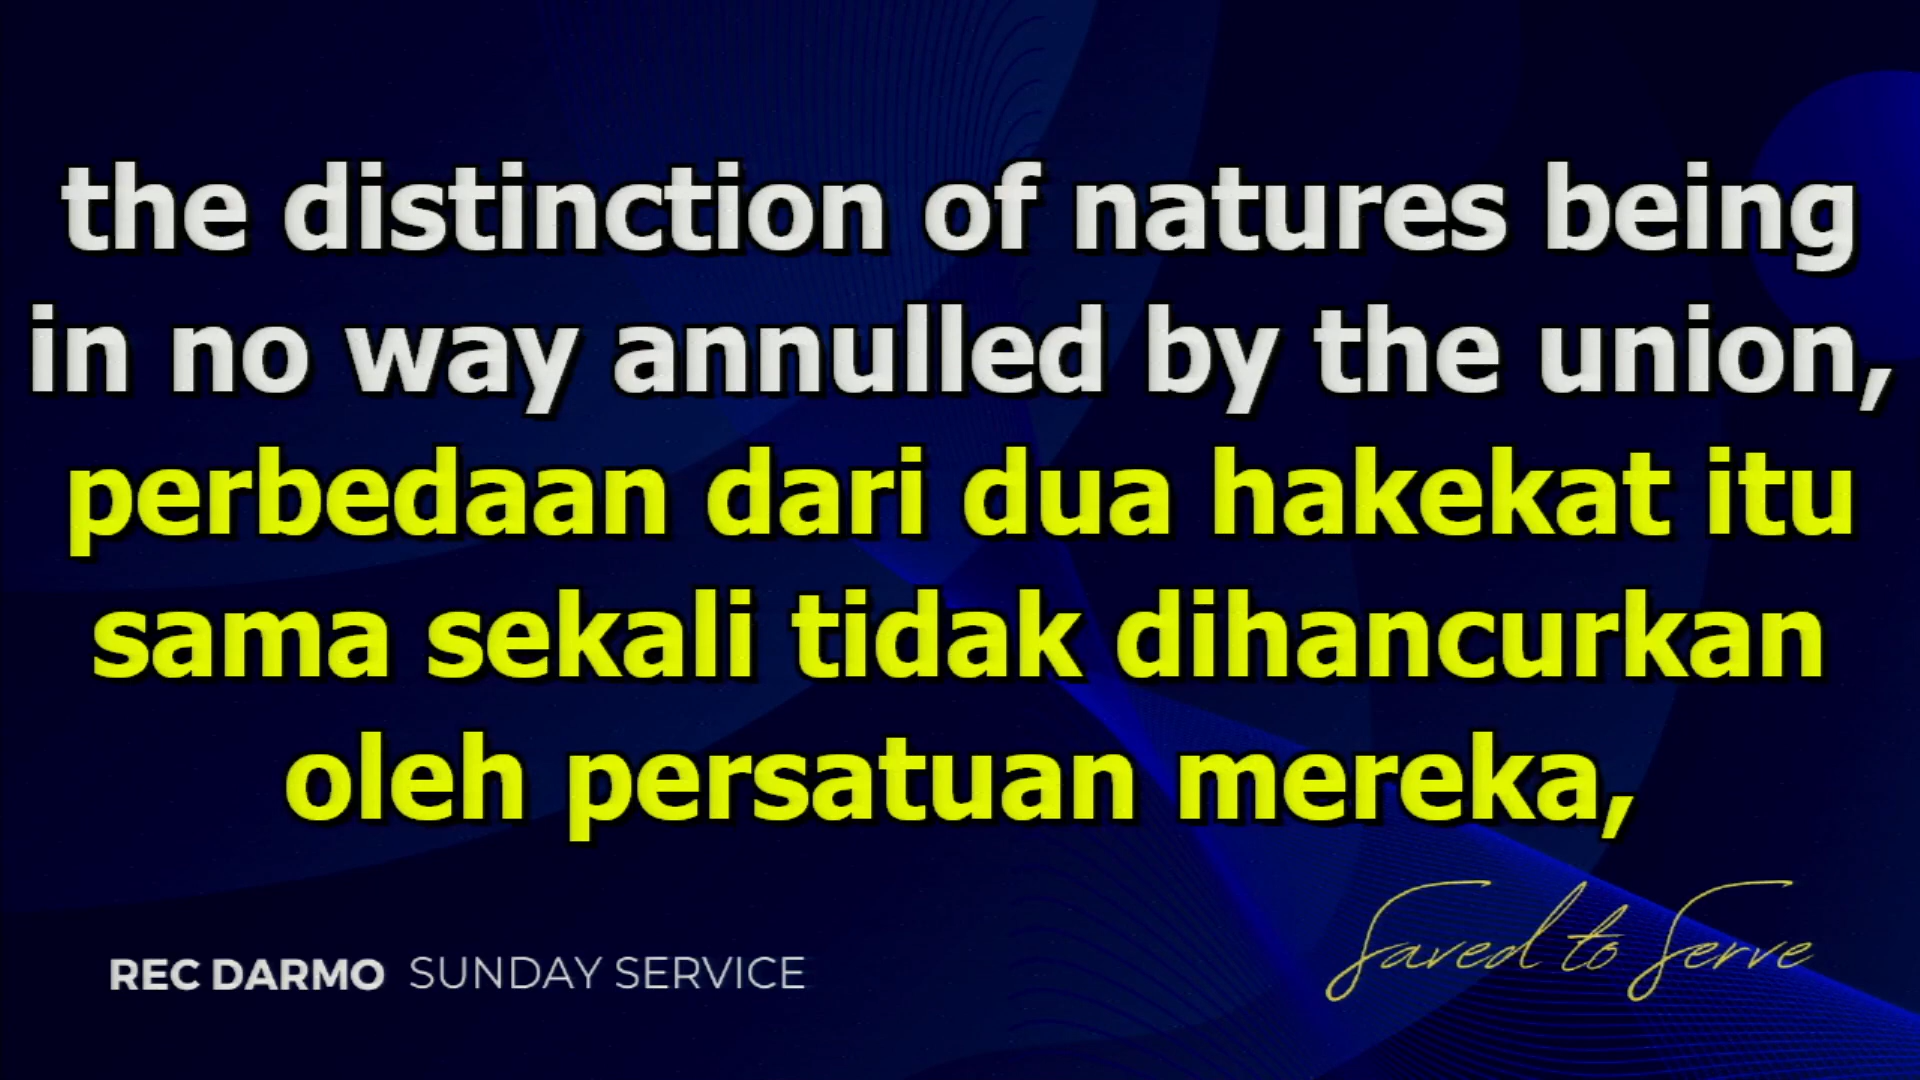 the distinction of natures being
in no way annulled by the union,
perbedaan dari dua hakekat itu
sama sekali tidak dihancurkan
oleh persatuan mereka,
REC DARMO SUNDAY SERVICE
Saved to Serve